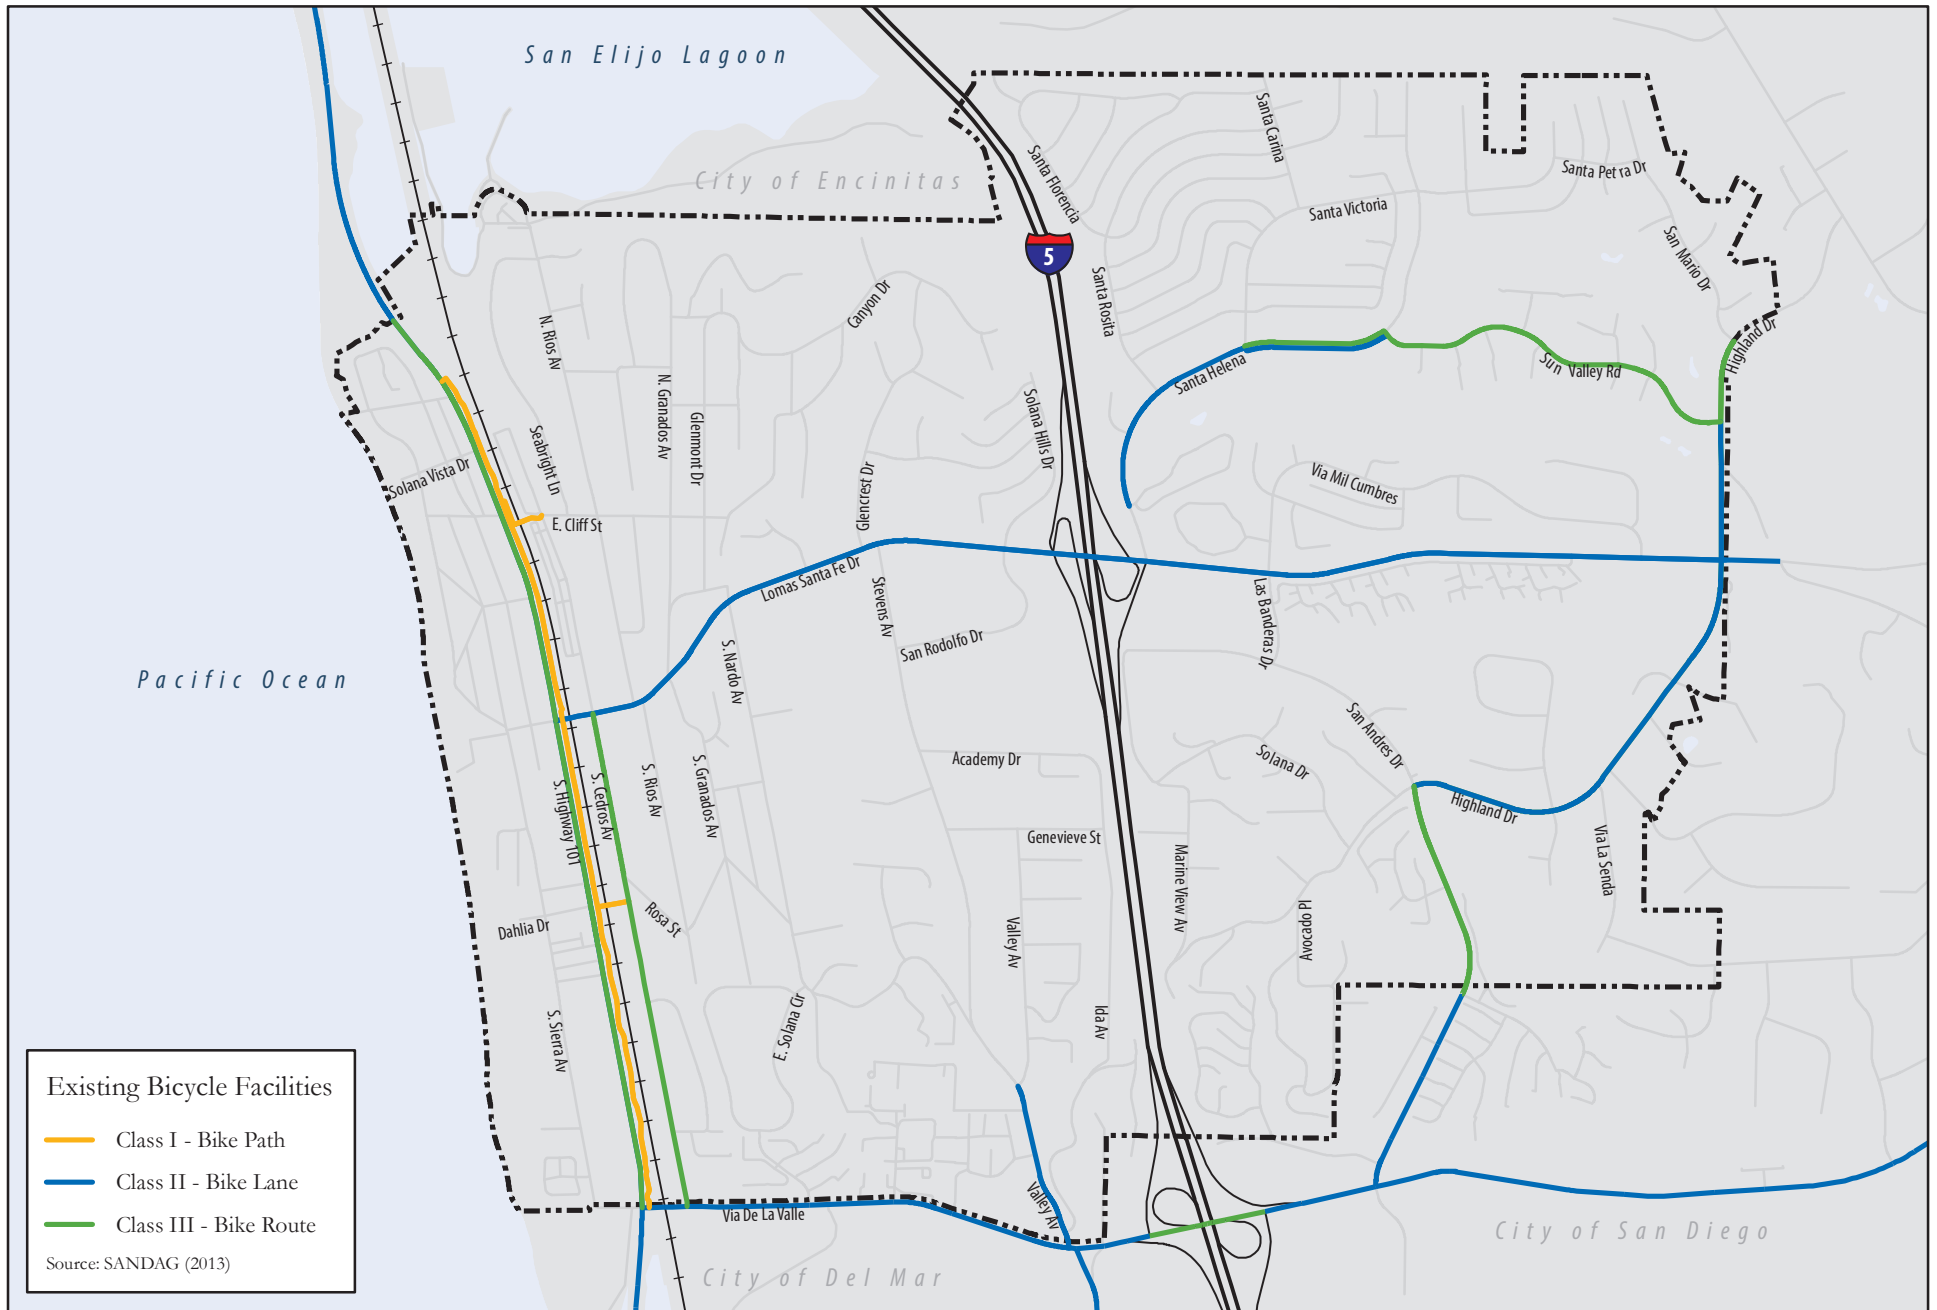 San Elijo Lagoon
City of Encinitas
Santa Florencia
Santa Carina
Santa Petra Dr
Santa Victoria
San Mario Dr
5
Santa Rosita
Canyon Dr
N. Rios Av
N. Granados Av
Glenmont Dr
Highland Dr
Santa Helena
Sun Valley Rd
Solana Hills Dr
Seabright Ln
Solana Vista Dr
Glencrest Dr
Via Mil Cumbres
E. Cliff St
Lomas Santa Fe Dr
Stevens Av
San Rodolfo Dr
Las Banderas Dr
Pacific Ocean
S. Nardo Av
San Andres Dr
Solana Dr
Academy Dr
S. Highway 101
S. Cedros Av
S. Rios Av
S. Granados Av
Highland Dr
Genevieve St
Marine View Av
Via La Senda
Rosa St
Dahlia Dr
Valley Av
Avocado Pl
S. Sierra Av
E. Solana Cir
Ida Av
Valley Av
Via De La Valle
City of San Diego
City of Del Mar
Existing Bicycle Facilities
Class I - Bike Path
Class II - Bike Lane
Class III - Bike Route
Source: SANDAG (2013)